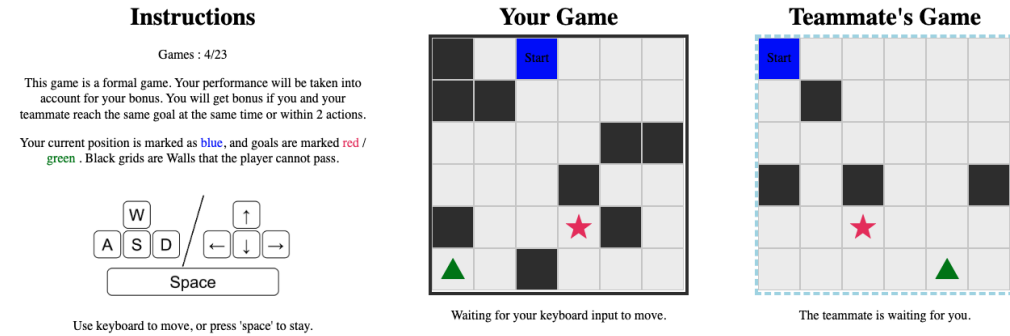 Instructions
Games : 4/23
This game is a formal game. Your performance will be taken into
account for your bonus. You will get bonus if you and your
teammate reach the same goal at the same time or within 2 actions.
Your current position is marked as blue, and goals are marked red /
green . Black grids are Walls that the player cannot pass.
W
↑
A S D
← ↓ →
Space
Use keyboard to move, or press 'space' to stay.
Your Game
Start
Waiting for your keyboard input to move.
Teammate's Game
Start
The teammate is waiting for you.